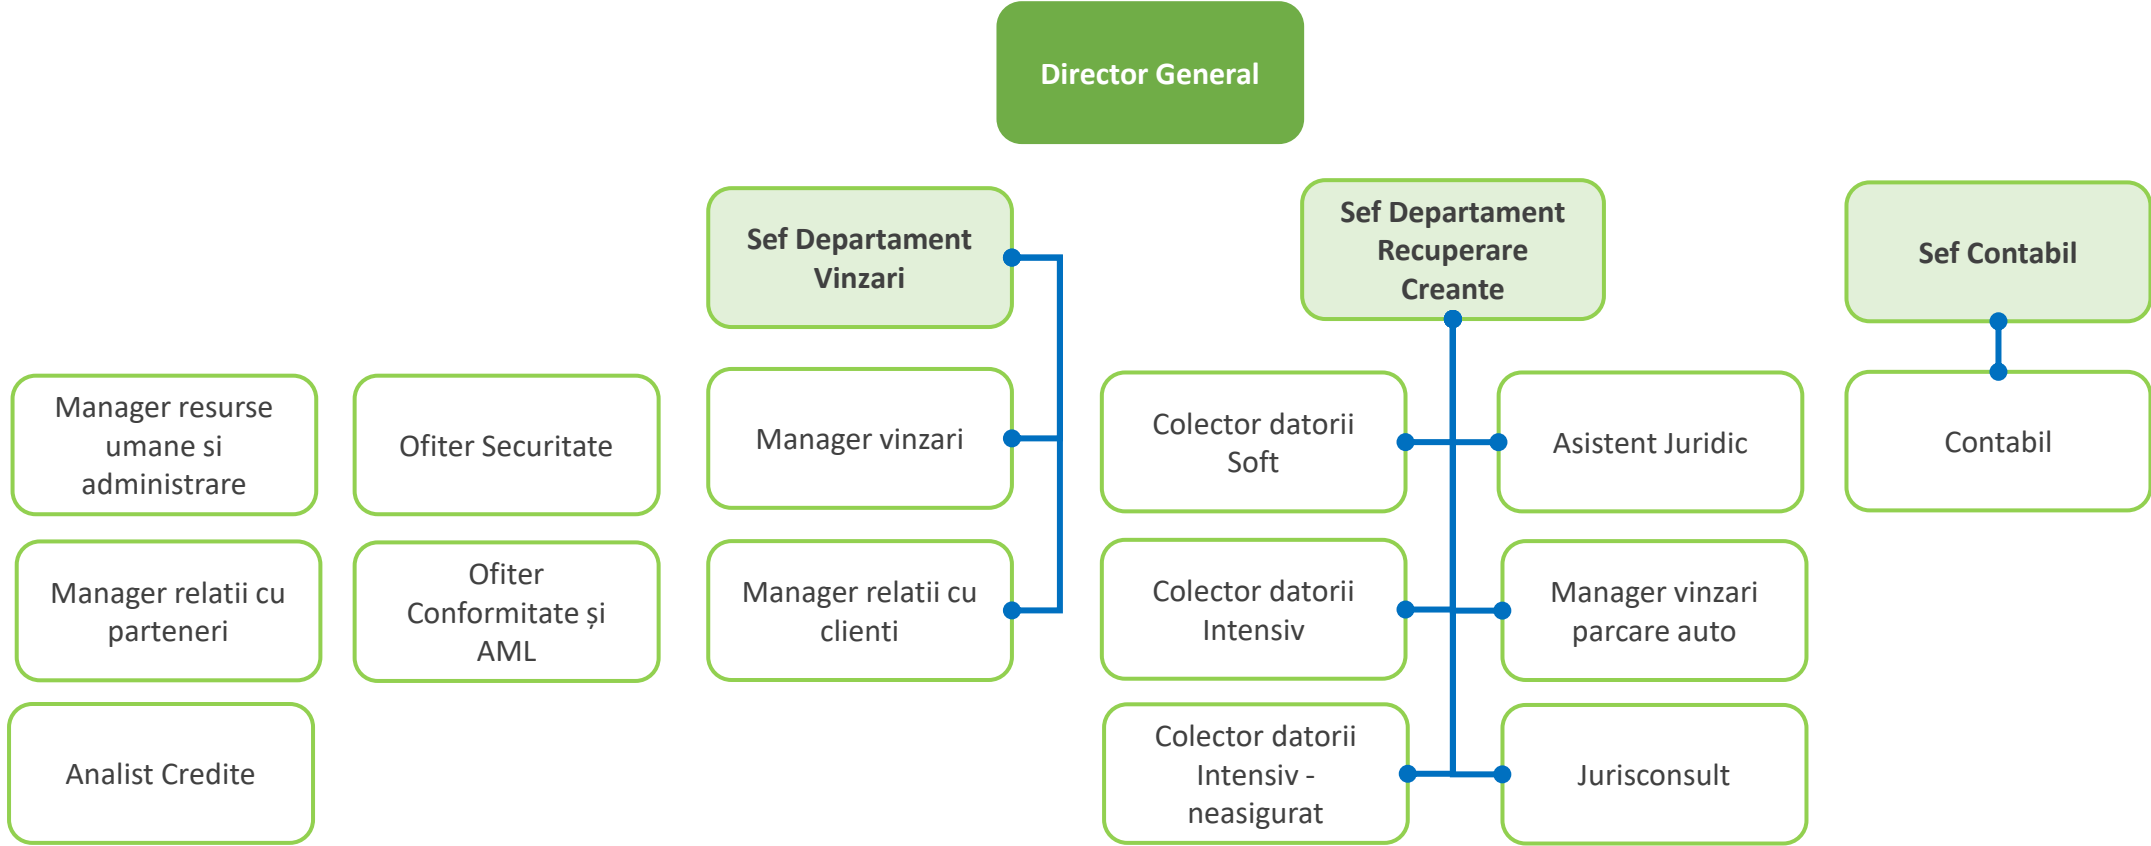 Director General
Sef Departament
Vinzari
Sef Departament
Recuperare
Creante
Sef Contabil
Manager resurse
umane si
administrare
Ofiter Securitate
Manager vinzari
Colector datorii
Soft
Asistent Juridic
Contabil
Manager relatii cu
parteneri
Ofiter
Conformitate și
AML
Manager relatii cu
clienti
Colector datorii
Intensiv
Manager vinzari
parcare auto
Analist Credite
Colector datorii
Intensiv -
neasigurat
Jurisconsult